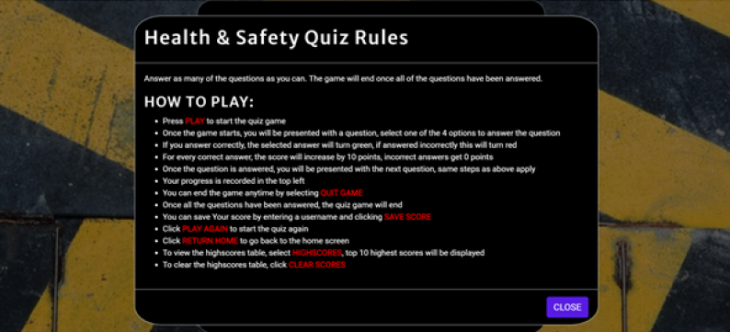 Health & Safety Quiz Rules
Answer as many of the questions as you can. The game will end once all of the questions have been answered.
HOW TO PLAY:
• Press PLAY to start the quiz game
• Once the game starts, you will be presented with a question, select one of the 4 options to answer the question
• If you answer correctly, the selected answer will turn green, if answered incorrectly this will turn red
• For every correct answer, the score will increase by 10 points, incorrect answers get 0 points
• Once the question is answered, you will be presented with the next question, same steps as above apply
• Your progress is recorded in the top left
• You can end the game anytime by selecting QUIT GAME
• Once all the questions have been answered, the quiz game will end
• You can save Your score by entering a username and clicking SAVE SCORE
• Click PLAY AGAIN to start the quiz again
• Click RETURN HOME to go back to the home screen
• To view the highscores table, select HIGHSCORES, top 10 highest scores will be displayed
• To clear the highscores table, click CLEAR SCORES
CLOSE